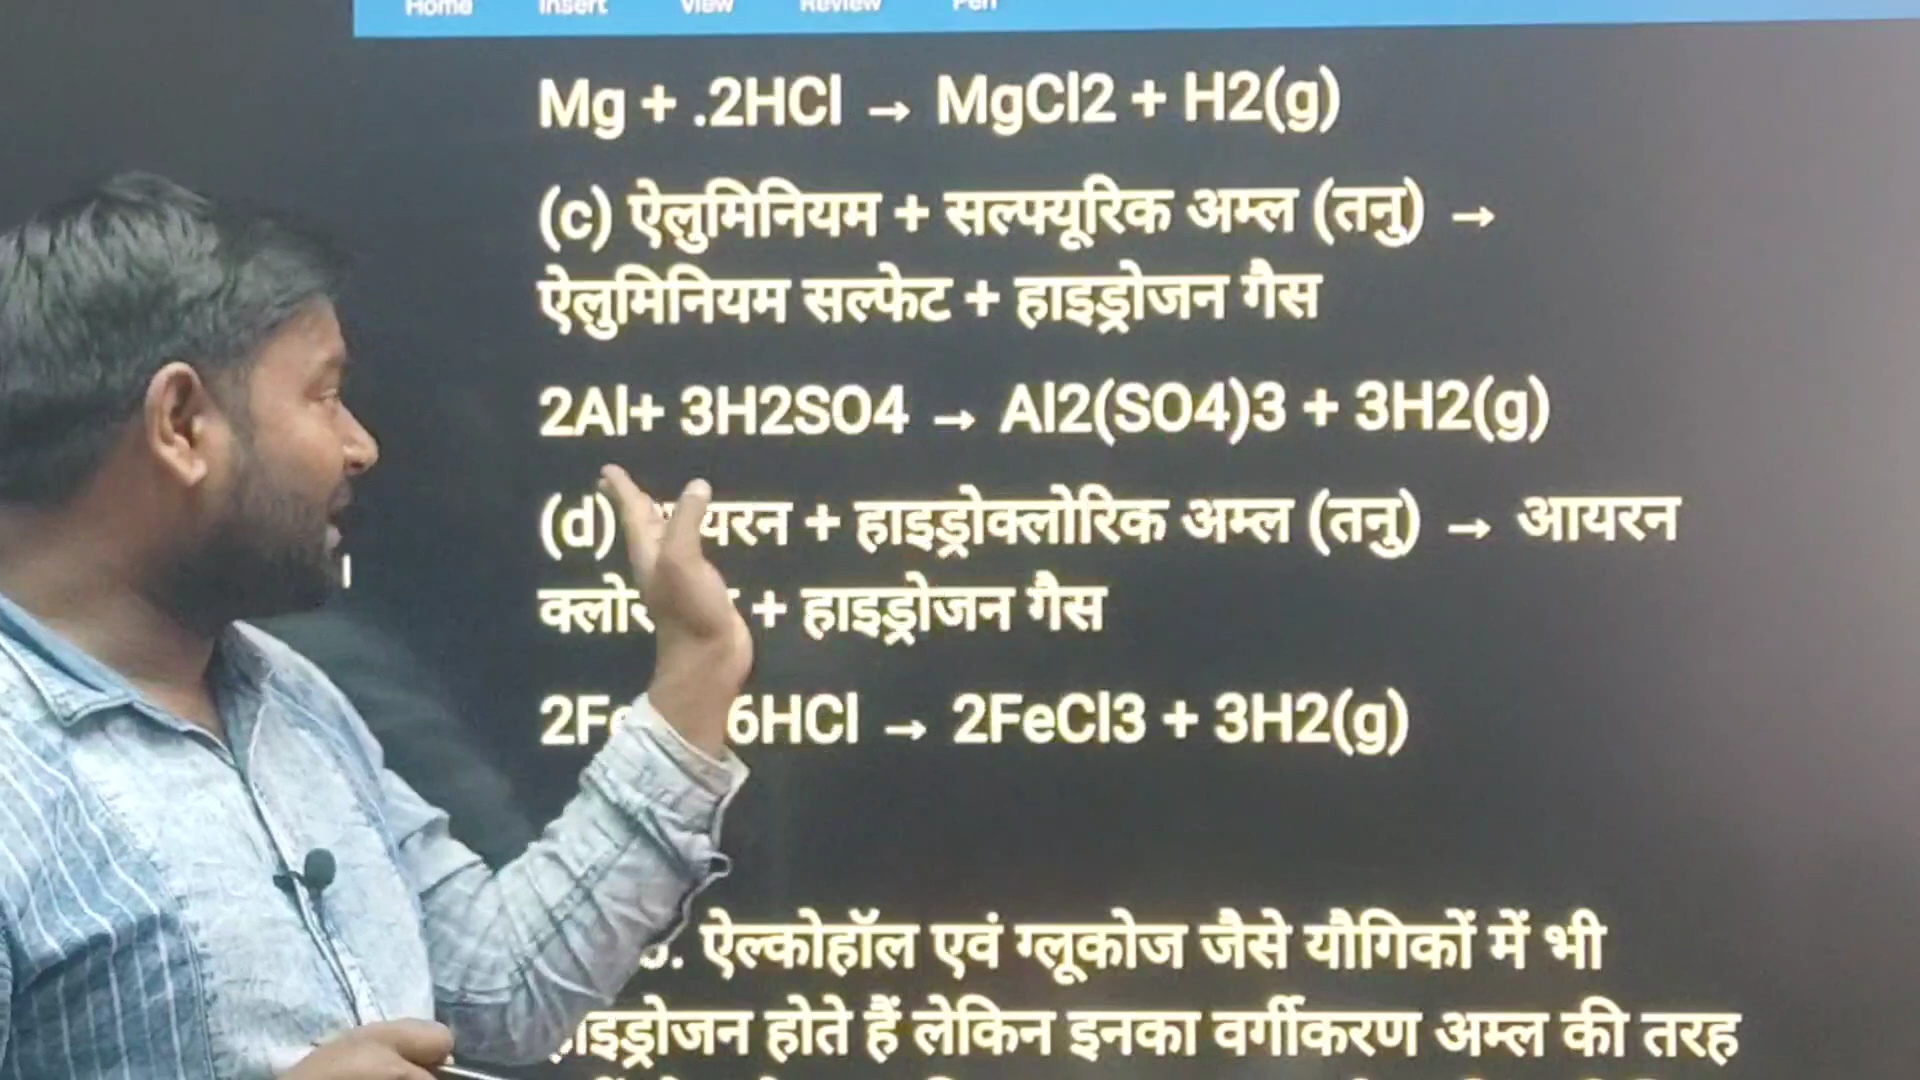 Home Insert View Review Pen
Mg + .2HCl → MgCl2 + H2(g)
(c) ऐलुमिनियम + सल्फ्यूरिक अम्ल (तनु) →
ऐलुमिनियम सल्फेट + हाइड्रोजन गैस
2Al+ 3H2SO4 → Al2(SO4)3 + 3H2(g)
(d) + हाइड्रोक्लोरिक अम्ल (तनु) → आयरन
+ हाइड्रोजन गैस
6HCl → 2FeCl3 + 3H2(g)
ऐल्कोहॉल एवं ग्लूकोज जैसे यौगिकों में भी
हाइड्रोजन होते हैं लेकिन इनका वर्गीकरण अम्ल की तरह